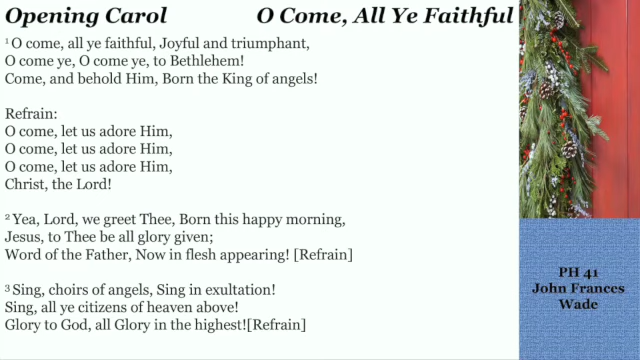 Opening Carol O Come, All Ye Faithful
¹ O come, all ye faithful, Joyful and triumphant,
O come ye, O come ye, to Bethlehem!
Come, and behold Him, Born the King of angels!
Refrain:
O come, let us adore Him,
O come, let us adore Him,
O come, let us adore Him,
Christ, the Lord!
² Yea, Lord, we greet Thee, Born this happy morning,
Jesus, to Thee be all glory given;
Word of the Father, Now in flesh appearing! [Refrain]
³ Sing, choirs of angels, Sing in exultation!
Sing, all ye citizens of heaven above!
Glory to God, all Glory in the highest![Refrain]
PH 41
John Frances
Wade